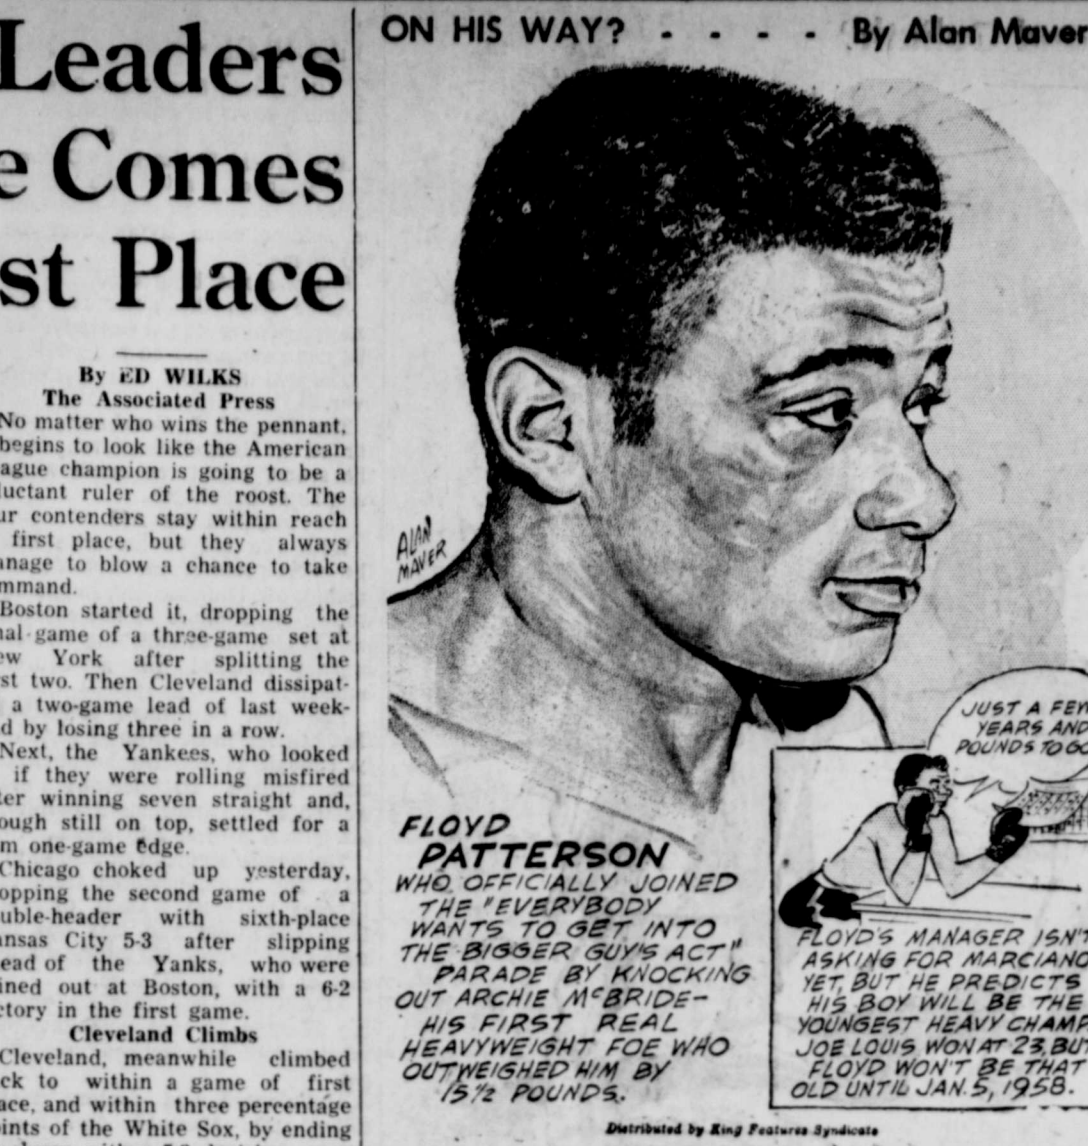 Leaders
e Comes
st Place
By ED WILKS
The Associated Press
No matter who wins the pennant,
begins to look like the American
ague champion is going to be a
luctant ruler of the roost. The
ur contenders stay within reach
first place, but they always
anage to blow a chance to take
mmand.
Boston started it, dropping the
nal game of a three-game set at
ew York after splitting the
st two. Then Cleveland dissipat-
a two-game lead of last week-
d by losing three in a row.
Next, the Yankees, who looked
if they were rolling misfired
ter winning seven straight and,
ough still on top, settled for a
m one-game edge.
Chicago choked up yesterday,
opping the second game of a
uble-header with sixth-place
ansas City 5-3 after slipping
ead of the Yanks, who were
ined out at Boston, with a 6-2
ctory in the first game.
Cleveland Climbs
Cleveland, meanwhile climbed
ck to within a game of first
ace, and within three percentage
oints of the White Sox, by ending
ON HIS WAY? - - - - By Alan Maver
ALAN
MAVER
JUST A FEW
YEARS AND
POUNDS TO GO
FLOYD
PATTERSON
WHO OFFICIALLY JOINED
THE "EVERYBODY
WANTS TO GET INTO
THE BIGGER GUY'S ACT"
PARADE BY KNOCKING
OUT ARCHIE McBRIDE-
HIS FIRST REAL
HEAVYWEIGHT FOE WHO
OUTWEIGHED HIM BY
15½ POUNDS.
FLOYD'S MANAGER ISN'T
ASKING FOR MARCIANO
YET, BUT HE PREDICTS
HIS BOY WILL BE THE
YOUNGEST HEAVY CHAMP
JOE LOUIS WON AT 23, BUT
FLOYD WON'T BE THAT
OLD UNTIL JAN. 5, 1958.
Distributed by King Features Syndicate